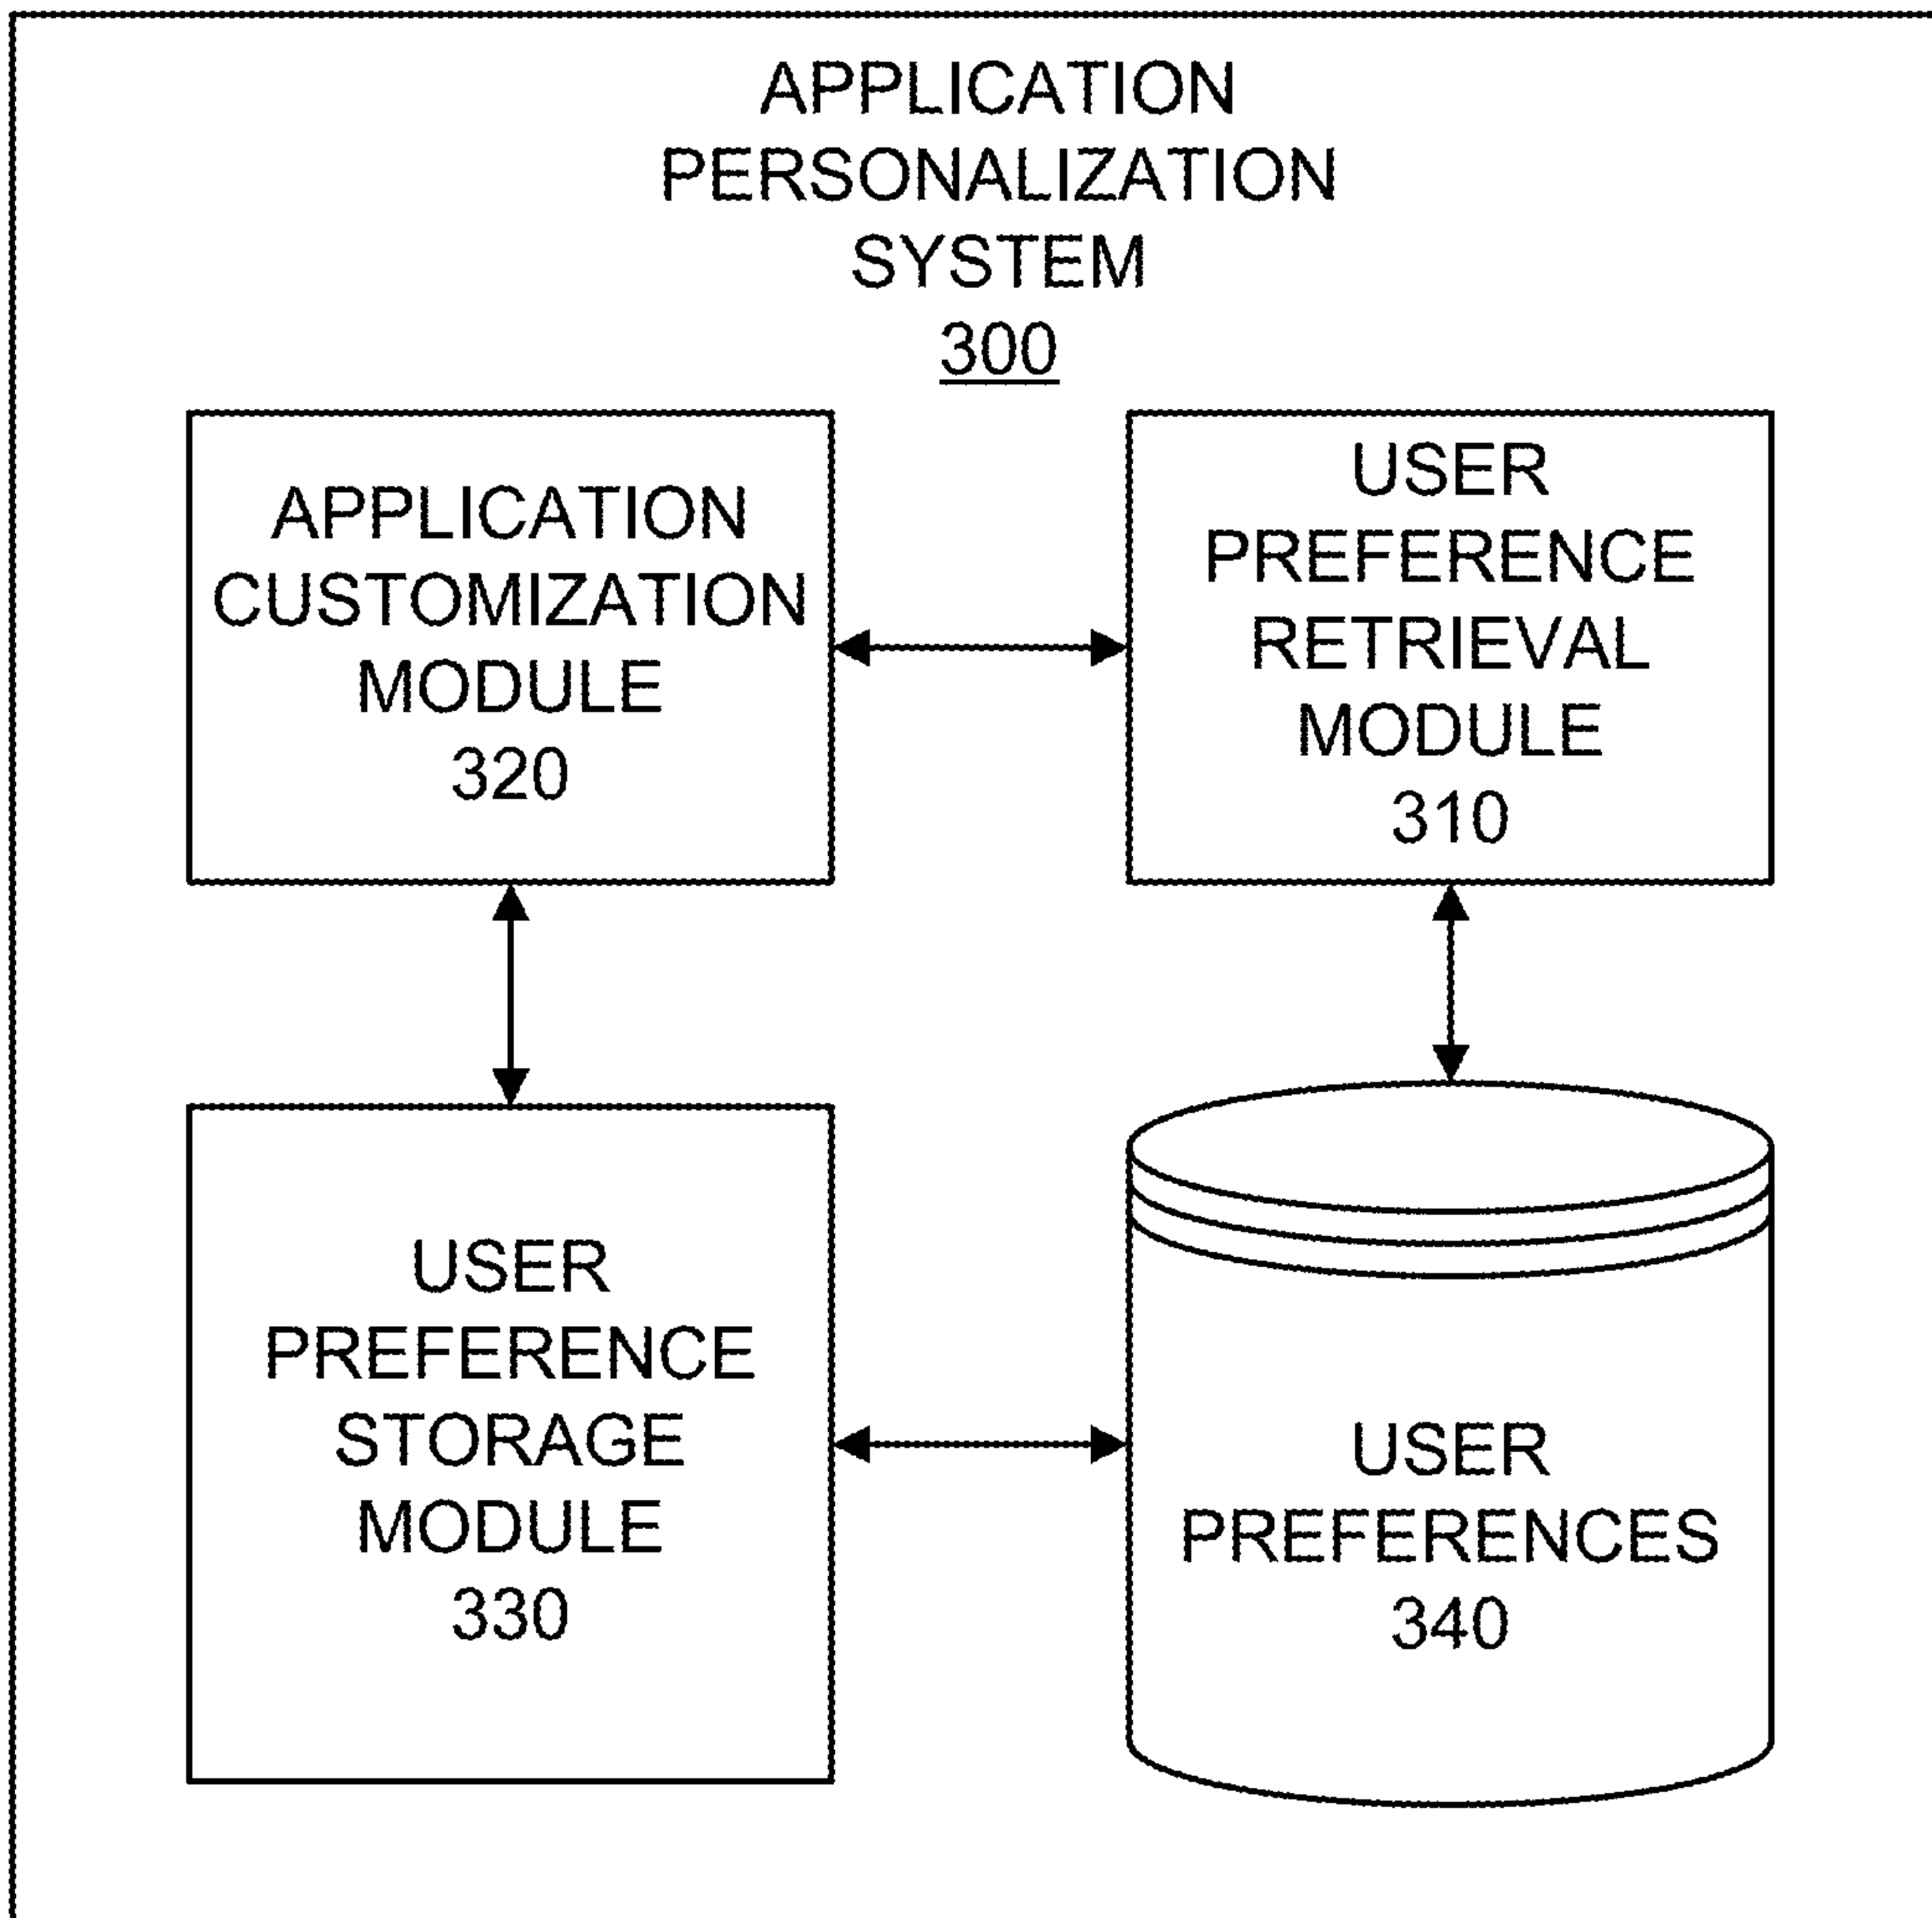 APPLICATION
PERSONALIZATION
SYSTEM
300
APPLICATION
CUSTOMIZATION
MODULE
320
USER
PREFERENCE
RETRIEVAL
MODULE
310
USER
PREFERENCE
STORAGE
MODULE
330
USER
PREFERENCES
340